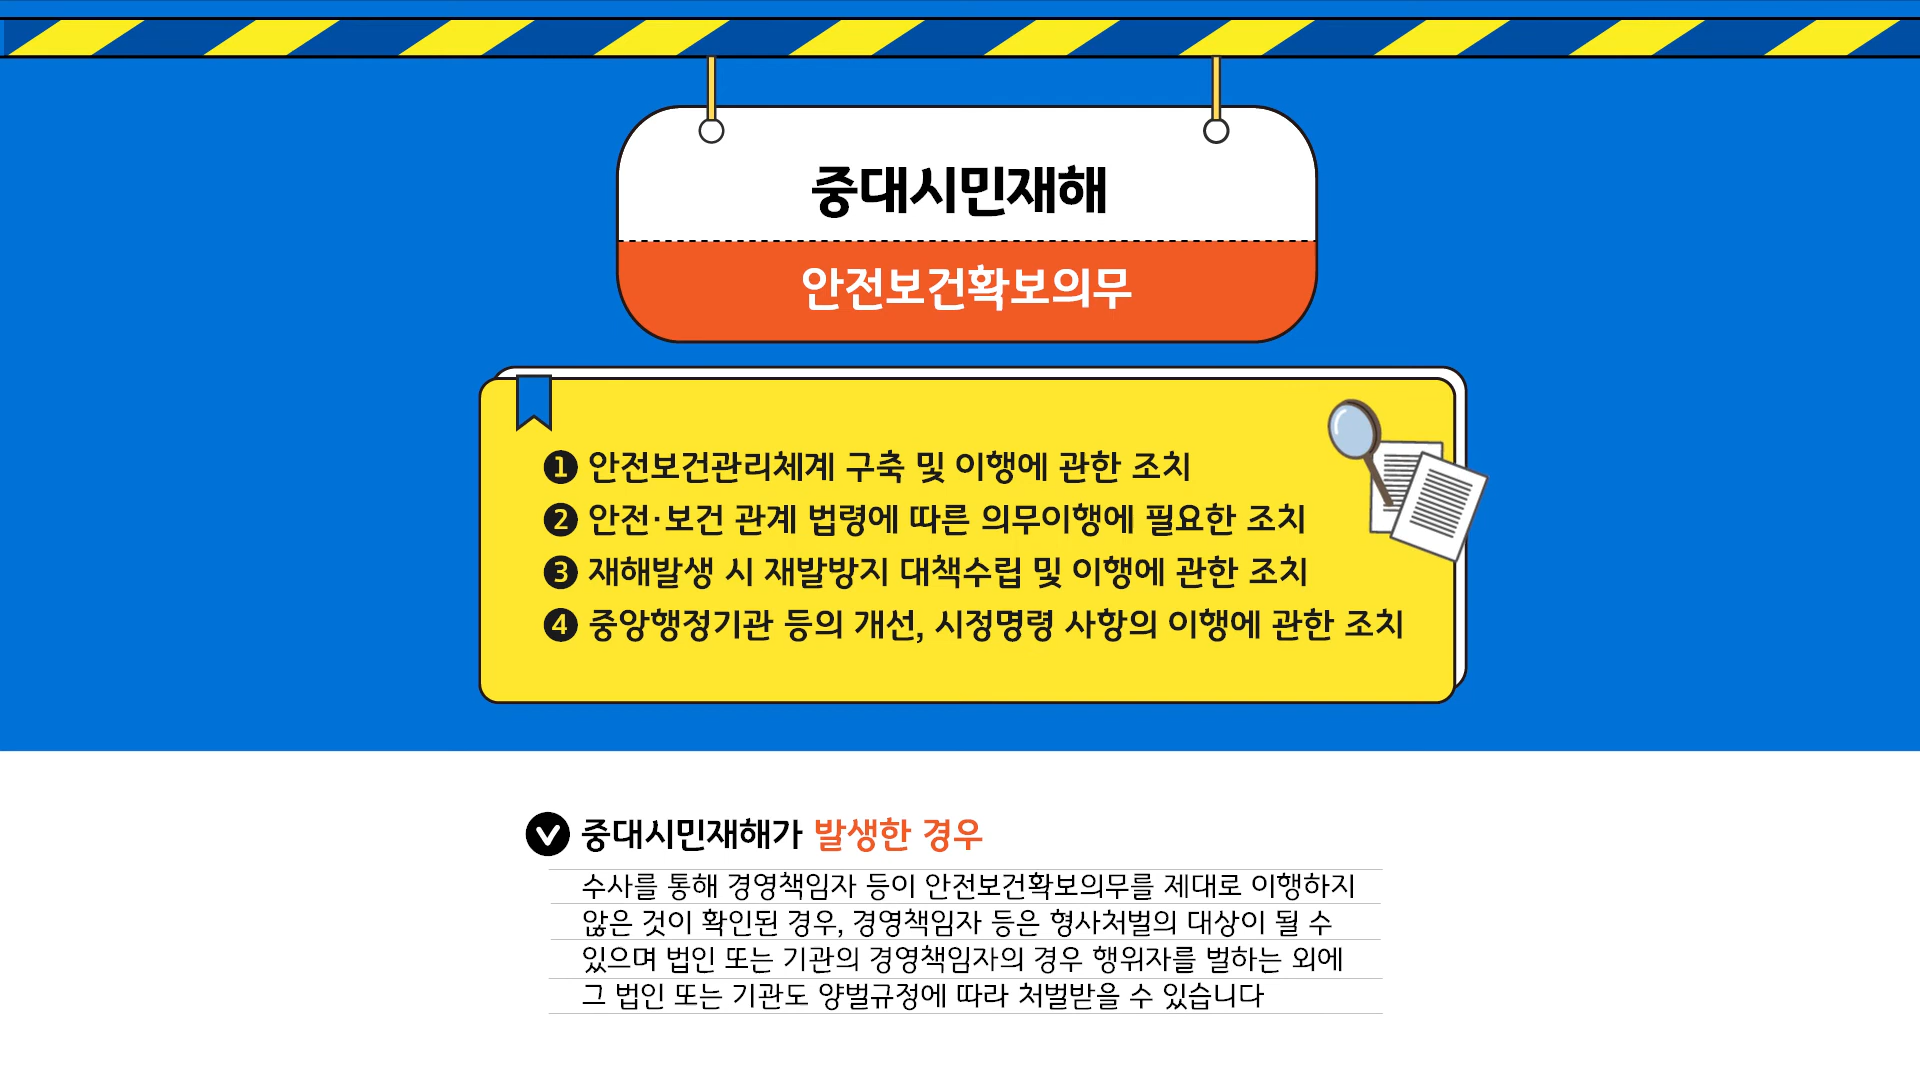 중대시민재해
안전보건확보의무
❶ 안전보건관리체계 구축 및 이행에 관한 조치
❷ 안전·보건 관계 법령에 따른 의무이행에 필요한 조치
❸ 재해발생 시 재발방지 대책수립 및 이행에 관한 조치
❹ 중앙행정기관 등의 개선, 시정명령 사항의 이행에 관한 조치
중대시민재해가 발생한 경우
수사를 통해 경영책임자 등이 안전보건확보의무를 제대로 이행하지
않은 것이 확인된 경우, 경영책임자 등은 형사처벌의 대상이 될 수
있으며 법인 또는 기관의 경영책임자의 경우 행위자를 벌하는 외에
그 법인 또는 기관도 양벌규정에 따라 처벌받을 수 있습니다